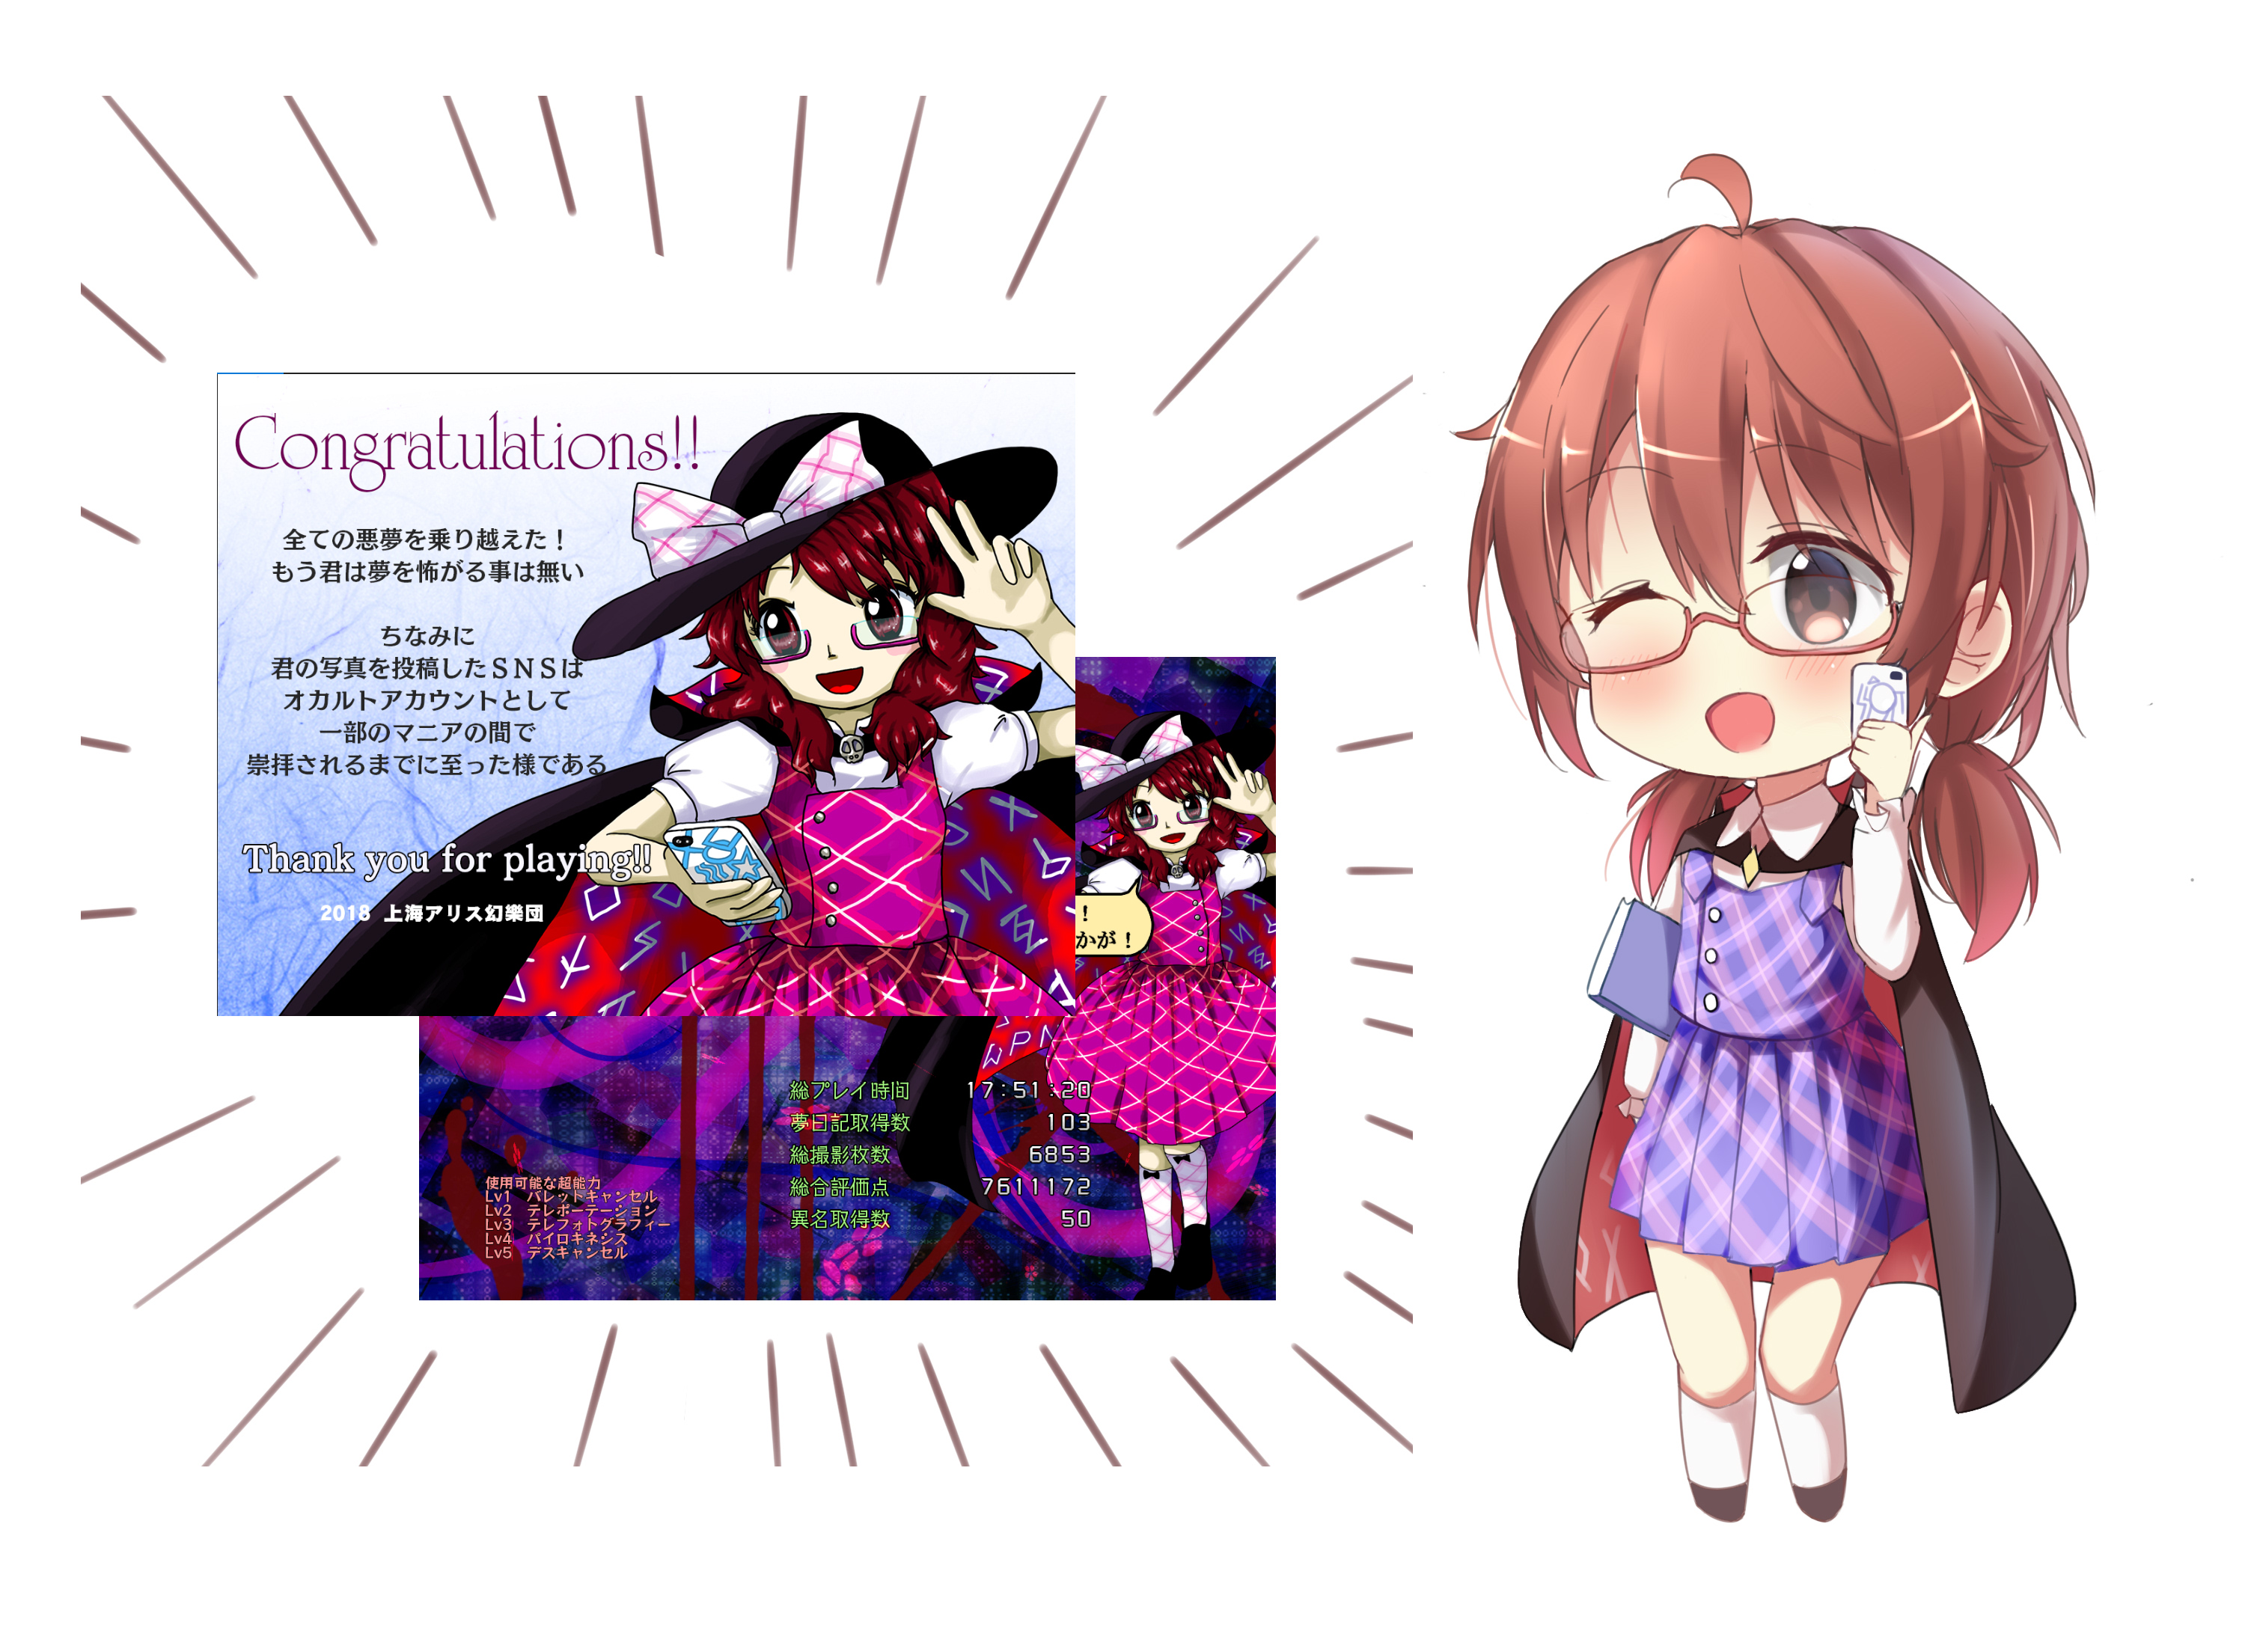 Congratulations!!
全ての悪夢を乗り越えた！
もう君は夢を怖がる事は無い
ちなみに
君の写真を投稿したＳＮＳは
オカルトアカウントとして
一部のマニアの間で
崇拝されるまでに至った様である
Thank you for playing!!
2018 上海アリス幻樂団
！
かが！
総プレイ時間 17:51:20
夢日記取得数 103
総撮影枚数 6853
総合評価点 7611172
異名取得数 50
使用可能な超能力
Lv1 バレットキャンセル
Lv2 テレポーテーション
Lv3 テレフォトグラフィー
Lv4 パイロキネシス
Lv5 デスキャンセル